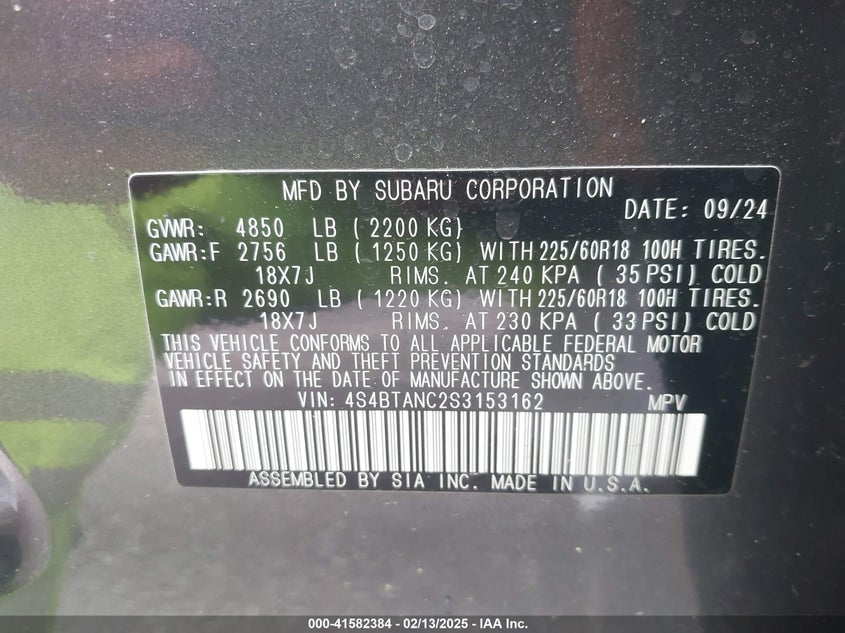 MFD BY SUBARU CORPORATION
DATE: 09/24
GVWR: 4850 LB ( 2200 KG)
GAWR:F 2756 LB ( 1250 KG) WITH 225/60R18 100H TIRES.
18X7J RIMS. AT 240 KPA ( 35 PSI) COLD
GAWR:R 2690 LB ( 1220 KG) WITH 225/60R18 100H TIRES.
18X7J RIMS. AT 230 KPA ( 33 PSI) COLD
THIS VEHICLE CONFORMS TO ALL APPLICABLE FEDERAL MOTOR
VEHICLE SAFETY AND THEFT PREVENTION STANDARDS
IN EFFECT ON THE DATE OF MANUFACTURE SHOWN ABOVE.
VIN: 4S4BTANC2S3153162 MPV
ASSEMBLED BY SIA INC. MADE IN U.S.A.
000-41582384 - 02/13/2025 - IAA Inc.